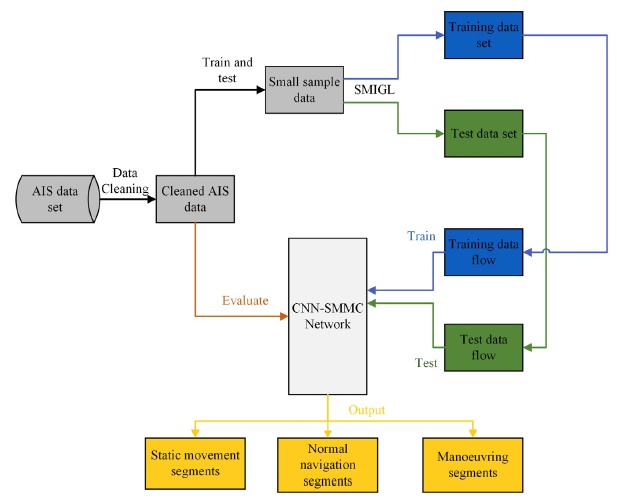 Training data
set
Train and
test
Small sample
data
SMIGL
Test data set
Data
Cleaning
AIS data
set
Cleaned AIS
data
Train
Training data
flow
Evaluate
CNN-SMMC
Network
Test data
flow
Test
Output
Static movement
segments
Normal
navigation
segments
Manoeuvring
segments